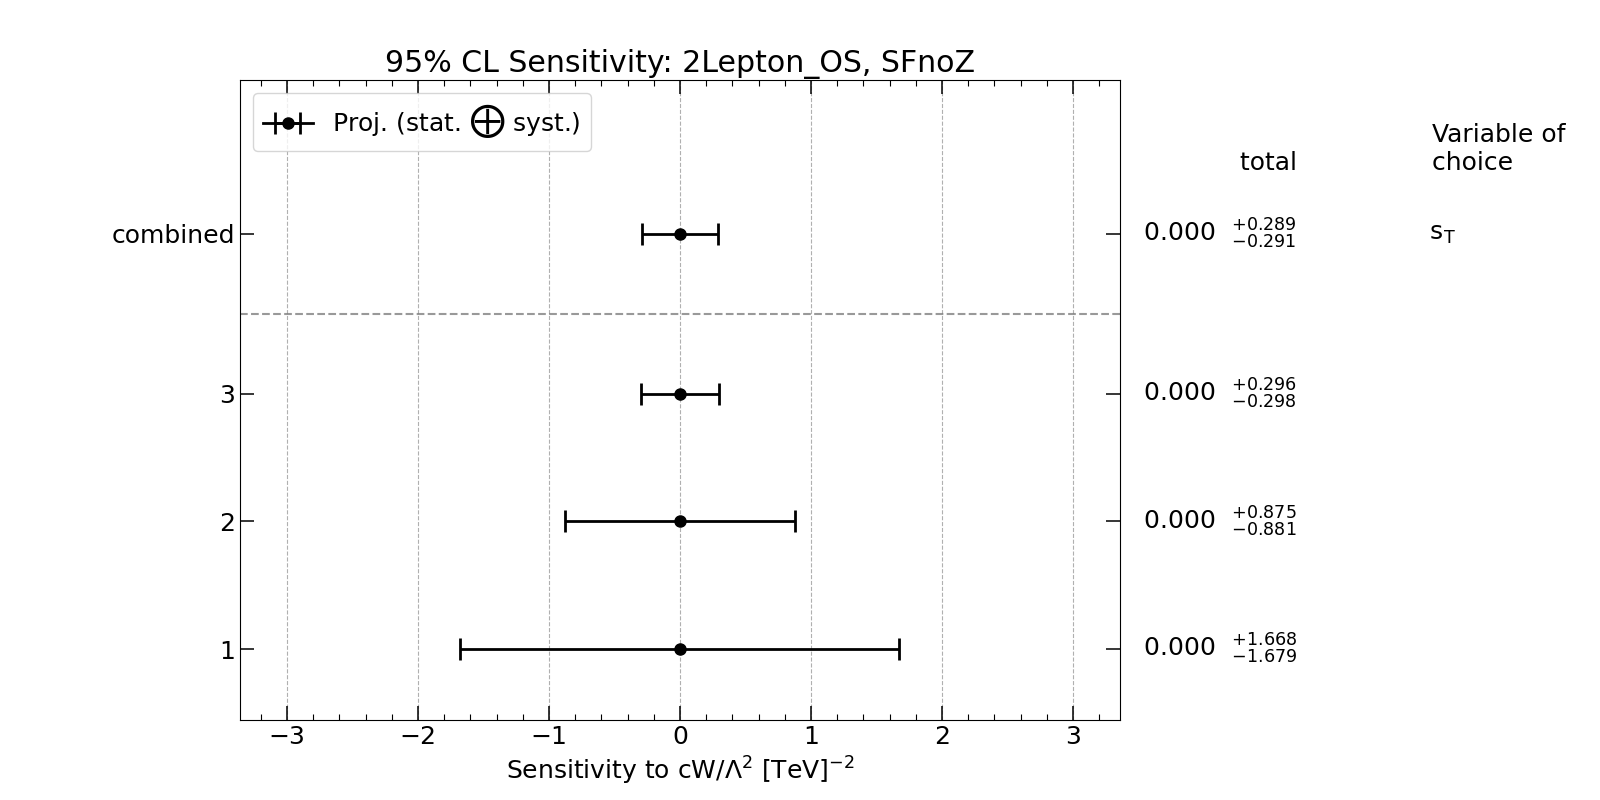 95% CL Sensitivity: 2Lepton_OS, SFnoZ
Proj. (stat. ⊕ syst.)
total
Variable of
choice
combined
0.000 +0.289 −0.291
s_T
3
0.000 +0.296 −0.298
2
0.000 +0.875 −0.881
1
0.000 +1.668 −1.679
−3 −2 −1 0 1 2 3
Sensitivity to cW/Λ² [TeV]⁻²